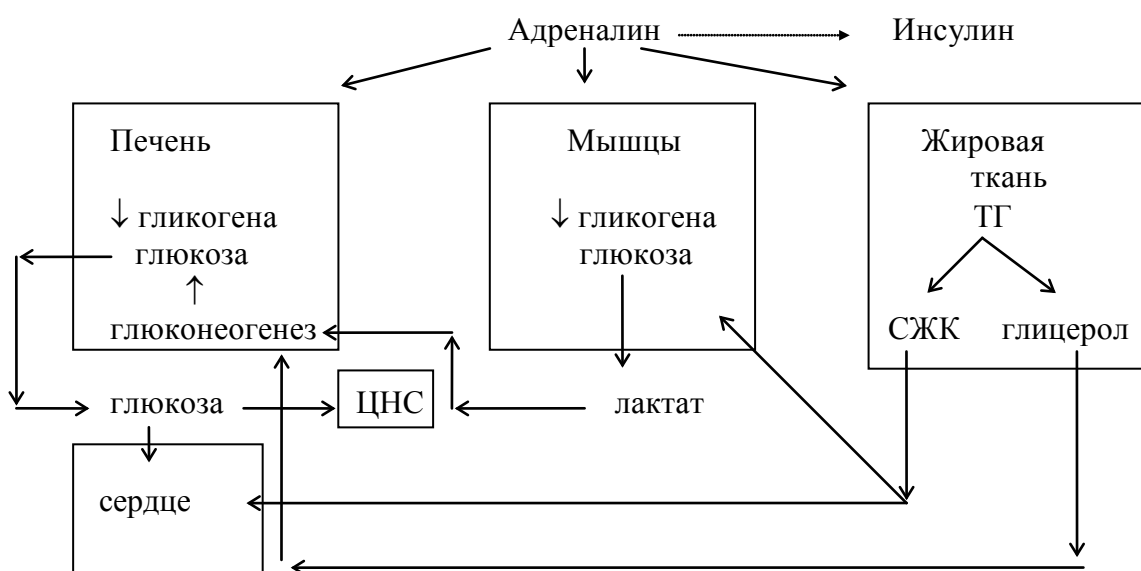 Адреналин Инсулин
Печень
↓ гликогена
глюкоза
↑
глюконеогенез
Мышцы
↓ гликогена
глюкоза
Жировая
ткань
ТГ
СЖК глицерол
глюкоза
ЦНС
лактат
сердце